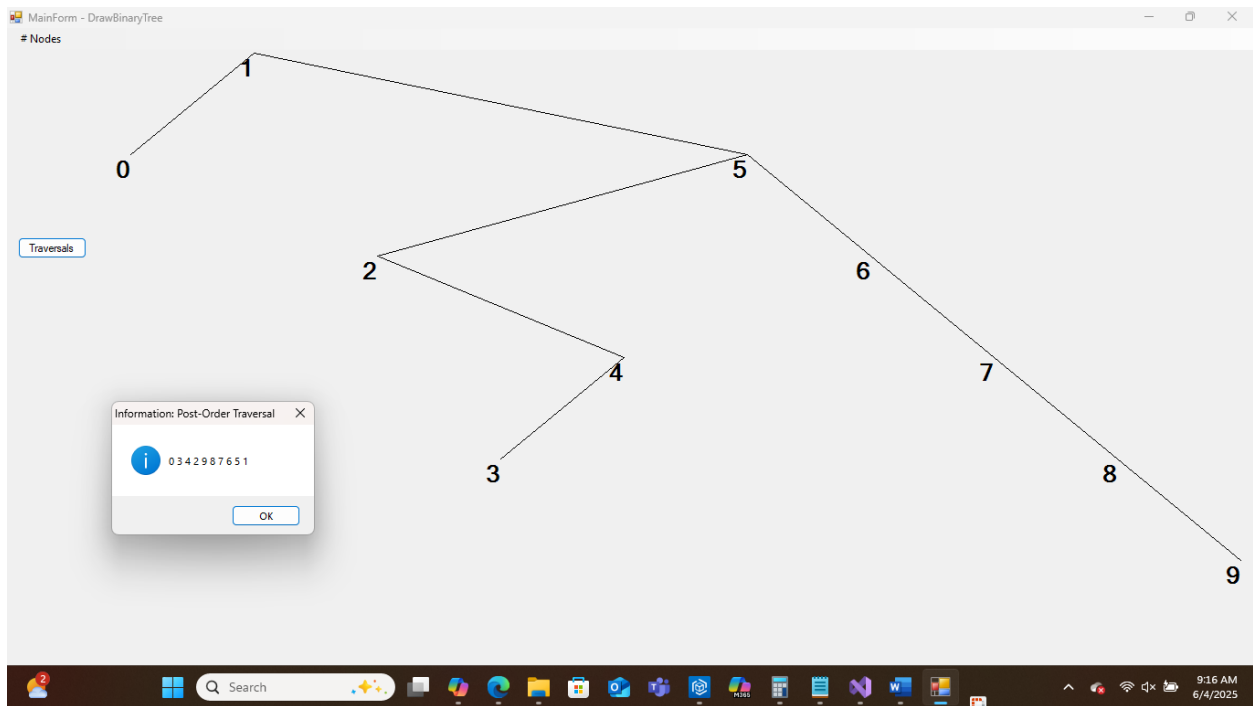 MainForm - DrawBinaryTree
# Nodes
1
0
5
Traversals
2
6
4
7
Information: Post-Order Traversal
0 3 4 2 9 8 7 6 5 1
OK
3
8
9
2
Search
M365
9:16 AM
6/4/2025